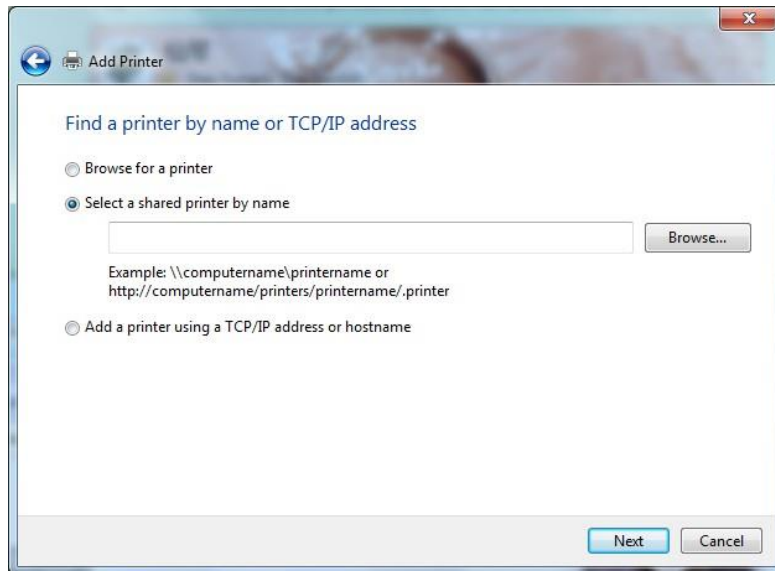 Add Printer
Find a printer by name or TCP/IP address
Browse for a printer
Select a shared printer by name
Browse...
Example: \\computername\printername or
http://computername/printers/printername/.printer
Add a printer using a TCP/IP address or hostname
Next
Cancel